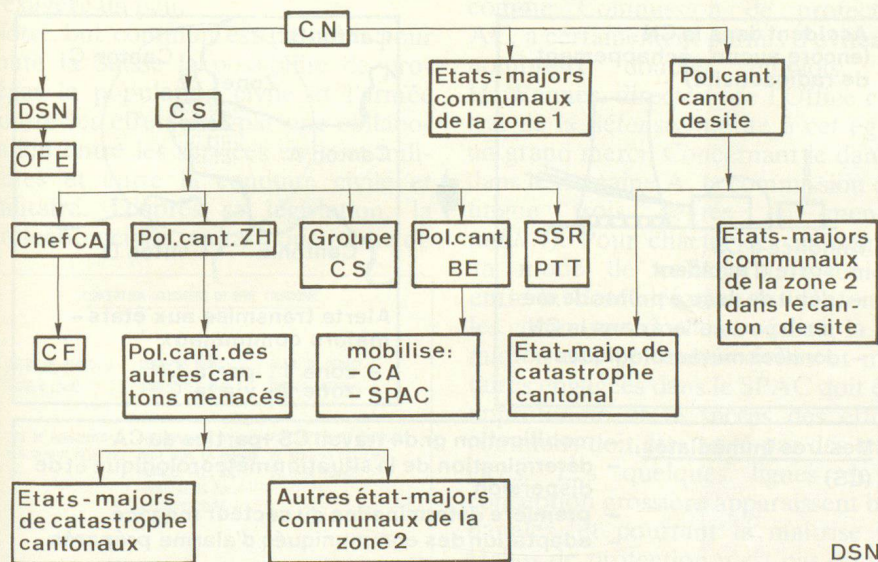 CN
DSN
CS
Etats-majors
communaux
de la zone 1
Pol.cant.
canton
de site
OFE
Chef CA
Pol.cant. ZH
Groupe
CS
Pol.cant.
BE
SSR
PTT
Etats-majors
communaux
de la zone 2
dans le can-
ton de site
CF
Pol.cant.des
autres can-
tons menacés
mobilise:
– CA
– SPAC
Etat-major de
catastrophe
cantonal
Etats-majors
de catastrophe
cantonaux
Autres état-majors
communaux de la
zone 2
DSN